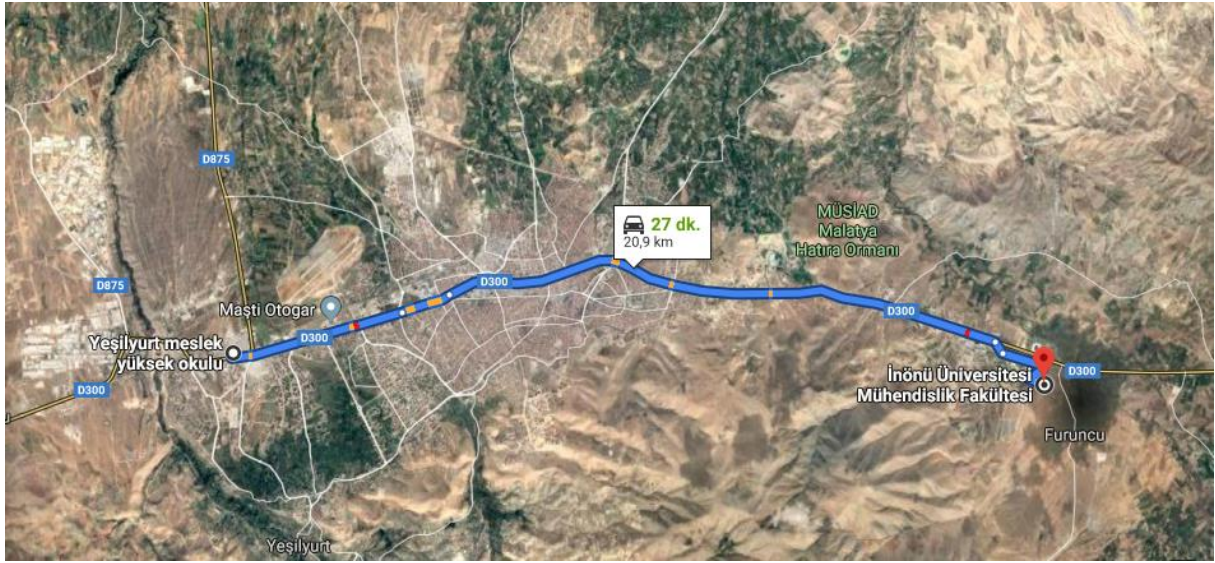 D875
27 dk.
20,9 km
MÜSİAD
Malatya
Hatıra Ormanı
D875
D300
Maşti Otogar
D300
D300
Yeşilyurt meslek
yüksek okulu
D300
D300
İnönü Üniversitesi
Mühendislik Fakültesi
Furuncu
Yeşilyurt